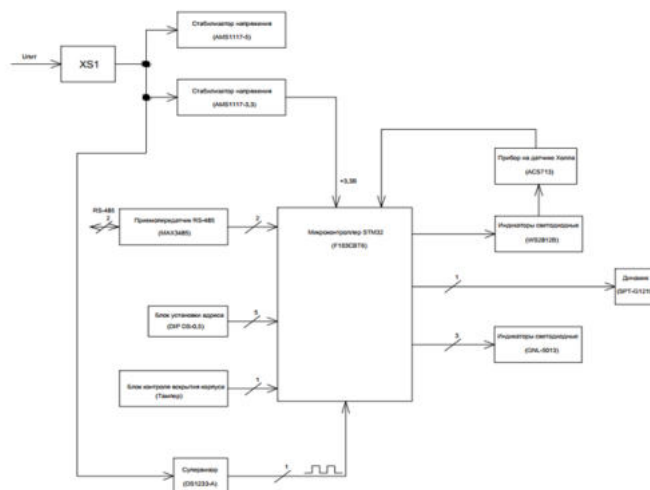 Uпит
XS1
Стабилизатор напряжения
(AMS1117-5)
Стабилизатор напряжения
(AMS1117-3,3)
+3,3В
Прибор на датчике Холла
(ACS713)
RS-485
2
Приемопередатчик RS-485
(MAX3485)
2
Микроконтроллер STM32
(F103CBT6)
Индикаторы светодиодные
(WS2812B)
1
Динамик
Блок установки адреса
(DIP DS-0,5)
5
3
Индикаторы светодиодные
(GNL-5013)
Блок контроля вскрытия корпуса
(Тампер)
1
Супервизор
(DS1233-A)
1